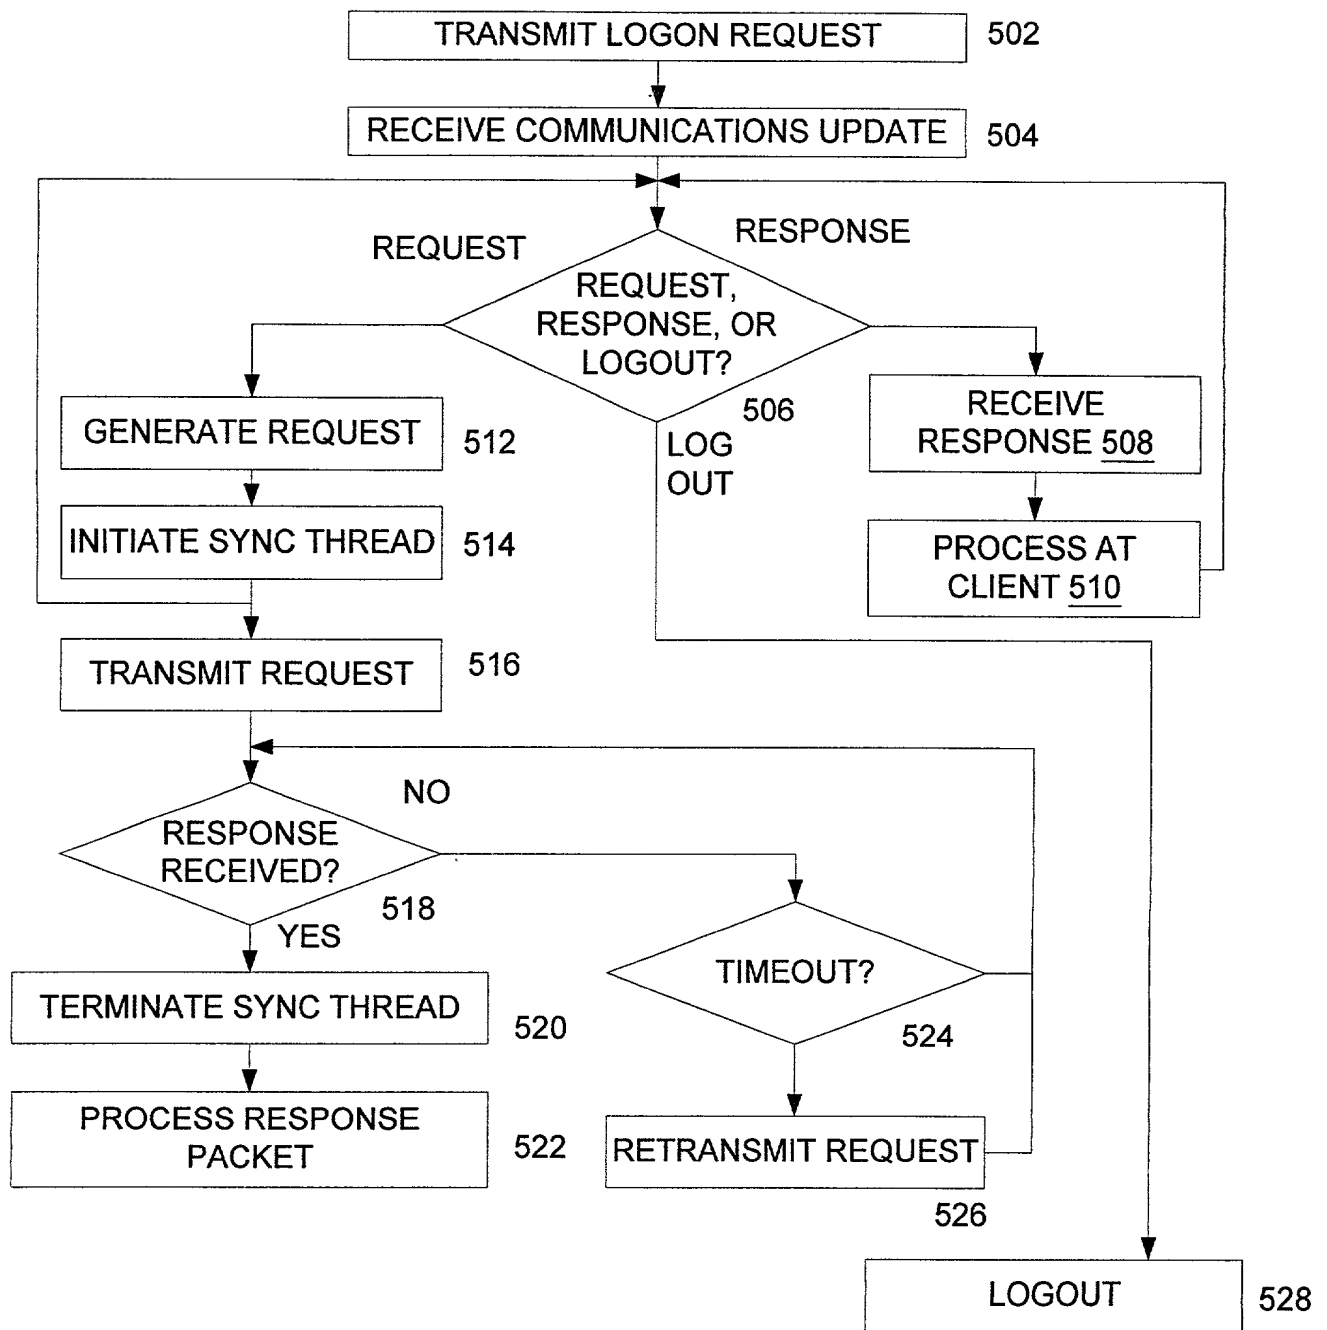 TRANSMIT LOGON REQUEST 502
RECEIVE COMMUNICATIONS UPDATE 504
REQUEST
RESPONSE
REQUEST,
RESPONSE, OR
LOGOUT?
506
LOG
OUT
RECEIVE
RESPONSE 508
PROCESS AT
CLIENT 510
GENERATE REQUEST 512
INITIATE SYNC THREAD 514
TRANSMIT REQUEST 516
RESPONSE
RECEIVED?
518
NO
YES
TERMINATE SYNC THREAD 520
PROCESS RESPONSE
PACKET
522
TIMEOUT?
524
RETRANSMIT REQUEST
526
LOGOUT 528